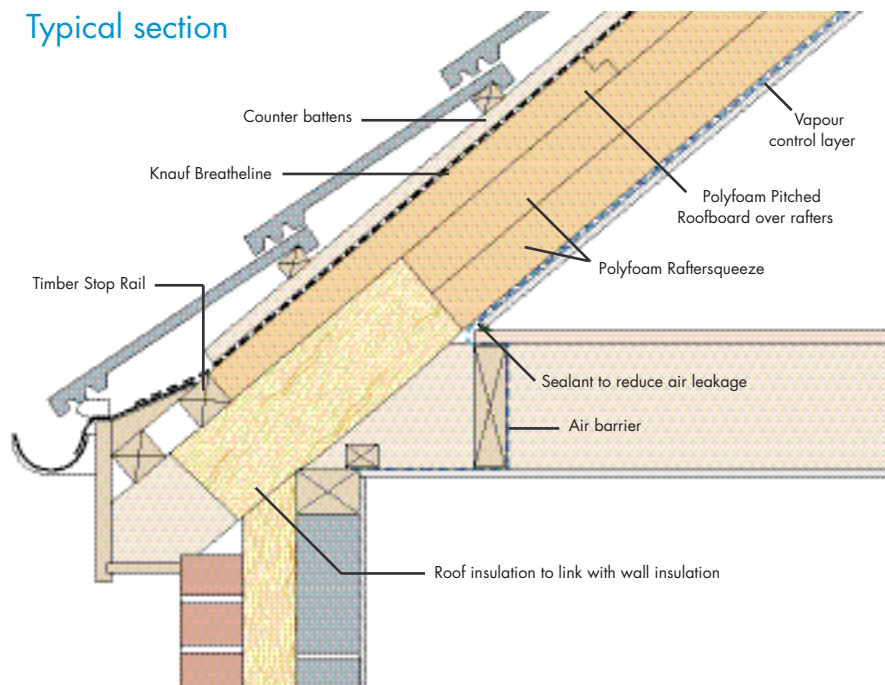 Typical section
Counter battens
Vapour
control layer
Knauf Breatheline
Polyfoam Pitched
Roofboard over rafters
Polyfoam Raftersqueeze
Timber Stop Rail
Sealant to reduce air leakage
Air barrier
Roof insulation to link with wall insulation